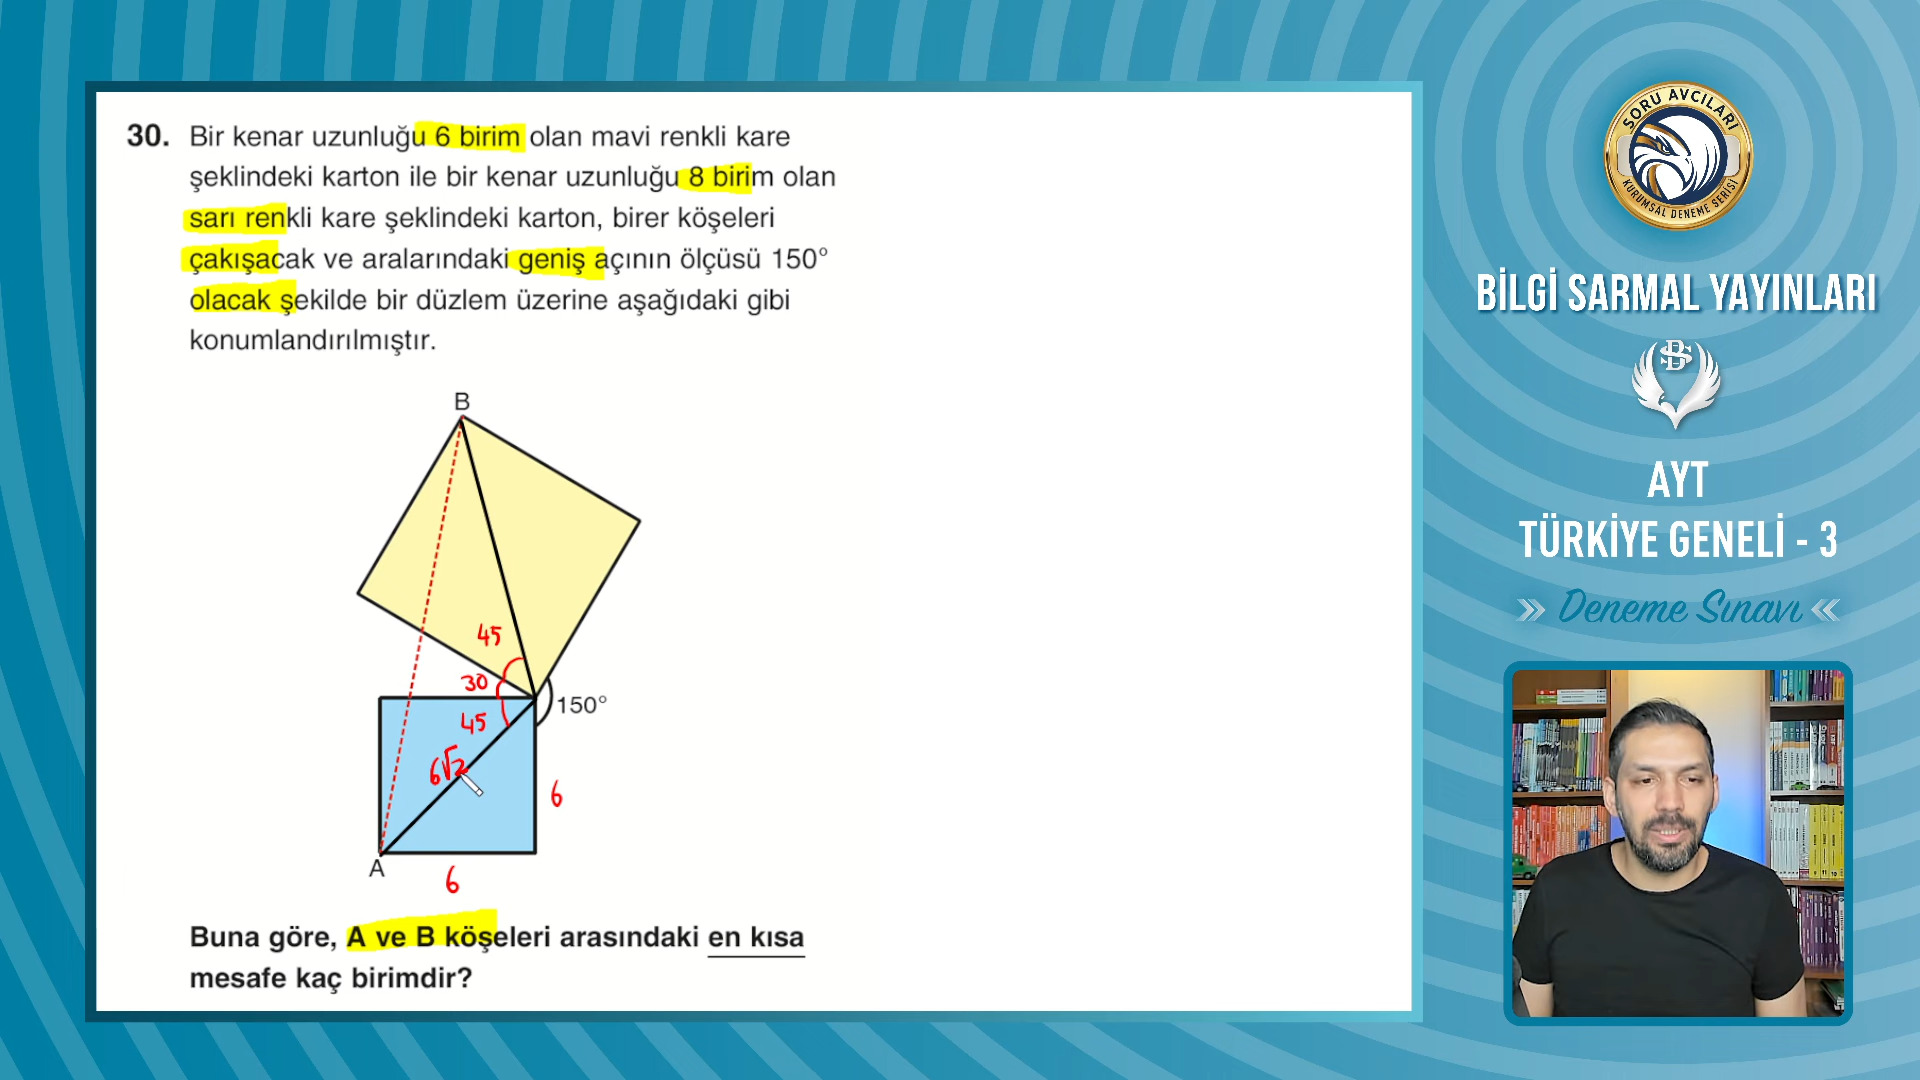 30. Bir kenar uzunluğu 6 birim olan mavi renkli kare
şeklindeki karton ile bir kenar uzunluğu 8 birim olan
sarı renkli kare şeklindeki karton, birer köşeleri
çakışacak ve aralarındaki geniş açının ölçüsü 150°
olacak şekilde bir düzlem üzerine aşağıdaki gibi
konumlandırılmıştır.
B
45
30
150°
45
6√2
6
A
6
Buna göre, A ve B köşeleri arasındaki en kısa
mesafe kaç birimdir?
SORU AVCILARI
KURUMSAL DENEME SERİSİ
BİLGİ SARMAL YAYINLARI
BS
AYT
TÜRKİYE GENELİ - 3
Deneme Sınavı